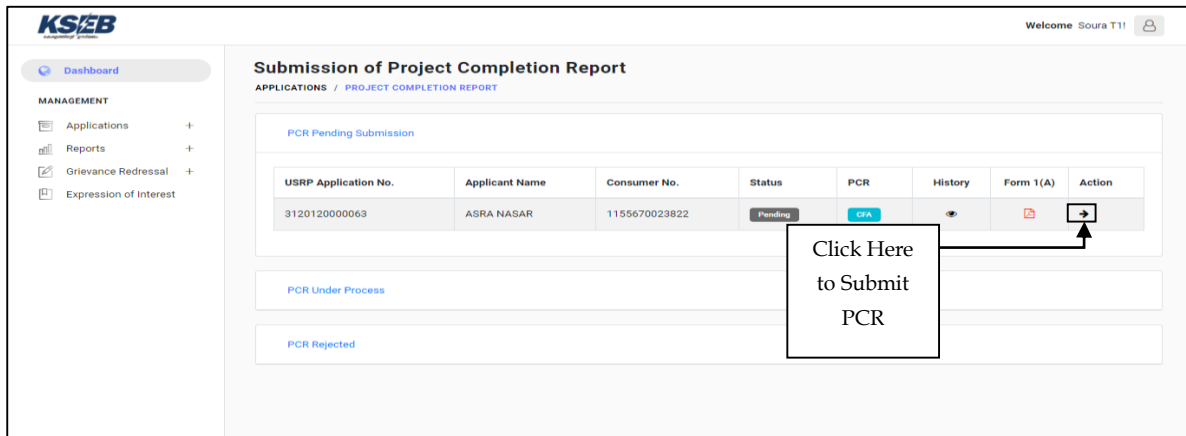 KSEB
Welcome Soura T1!
Dashboard
Submission of Project Completion Report
APPLICATIONS / PROJECT COMPLETION REPORT
MANAGEMENT
Applications +
Reports +
Grievance Redressal +
Expression of Interest
PCR Pending Submission
USRP Application No. Applicant Name Consumer No. Status PCR History Form 1(A) Action
3120120000063 ASRA NASAR 1155670023822 Pending CFA
Click Here
to Submit
PCR
PCR Under Process
PCR Rejected